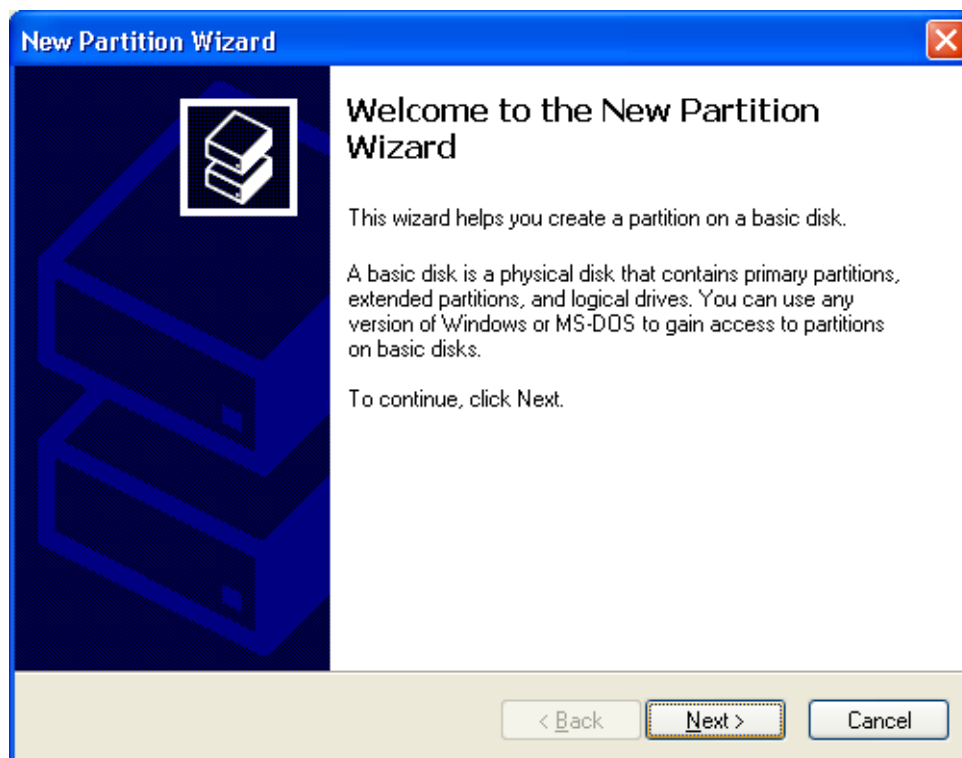 New Partition Wizard
Welcome to the New Partition
Wizard
This wizard helps you create a partition on a basic disk.
A basic disk is a physical disk that contains primary partitions,
extended partitions, and logical drives. You can use any
version of Windows or MS-DOS to gain access to partitions
on basic disks.
To continue, click Next.
< Back Next > Cancel